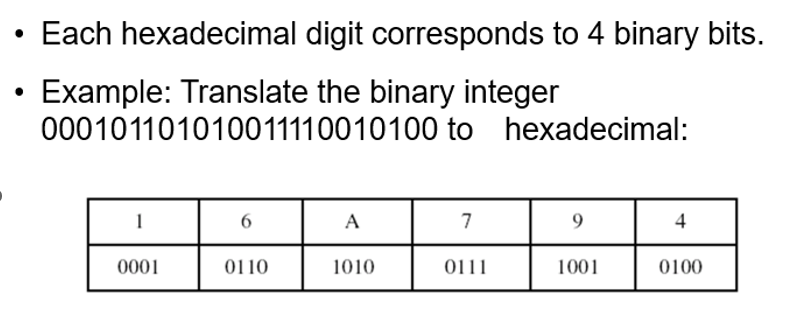 • Each hexadecimal digit corresponds to 4 binary bits.
• Example: Translate the binary integer
000101101010011110010100 to hexadecimal:
1 6 A 7 9 4
0001 0110 1010 0111 1001 0100